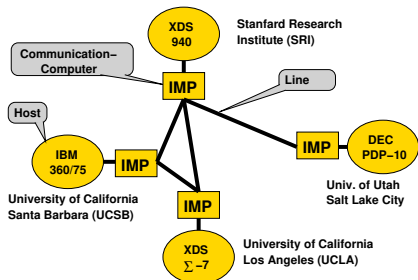 XDS
940
Stanfard Research
Institute (SRI)
Communication−
Computer
IMP
Line
Host
IBM
360/75
IMP
IMP
DEC
PDP−10
University of California
Santa Barbara (UCSB)
IMP
Univ. of Utah
Salt Lake City
XDS
Σ −7
University of California
Los Angeles (UCLA)